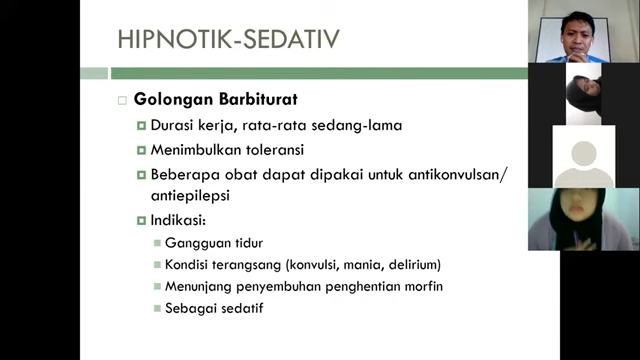 HIPNOTIK-SEDATIV
Golongan Barbiturat
Durasi kerja, rata-rata sedang-lama
Menimbulkan toleransi
Beberapa obat dapat dipakai untuk antikonvulsan/
antiepilepsi
Indikasi:
Gangguan tidur
Kondisi terangsang (konvulsi, mania, delirium)
Menunjang penyembuhan penghentian morfin
Sebagai sedatif